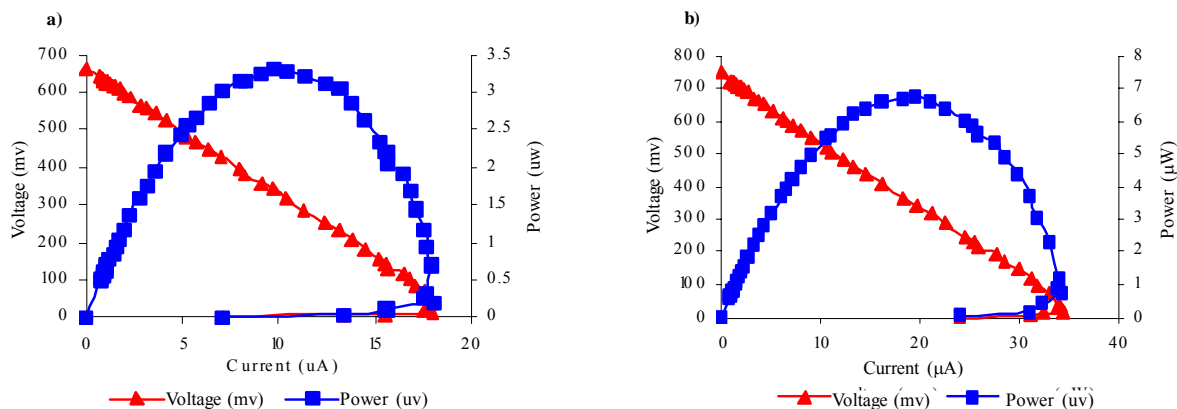 a)
700
600
500
400
300
200
100
0
Voltage (mv)
3.5
3
2.5
2
1.5
1
0.5
0
Power (uw)
0 5 10 15 20
Current (uA)
Voltage (mv) Power (uv)
b)
800
700
600
500
400
300
200
100
0
Voltage (mv)
8
7
6
5
4
3
2
1
0
Power (μW)
0 10 20 30 40
Current (μA)
Voltage (mv) Power (uv)